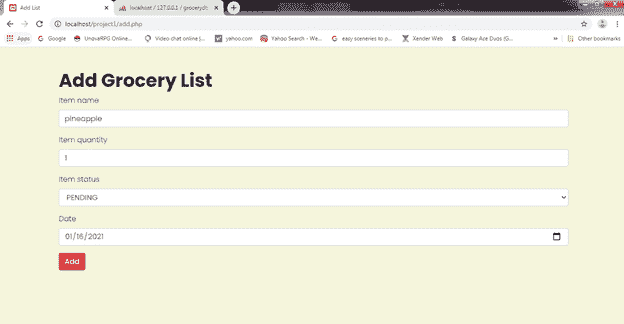 Add List
localhost / 127.0.0.1 / grocerydb
localhost/project1/add.php
Apps Google UnovaRPG Online... Video chat online |... yahoo.com Yahoo Search - We... easy sceneries to p... Xender Web Galaxy Ace Duos (G... » Other bookmarks
Add Grocery List
Item name
pineapple
Item quantity
1
Item status
PENDING
Date
01/16/2021
Add